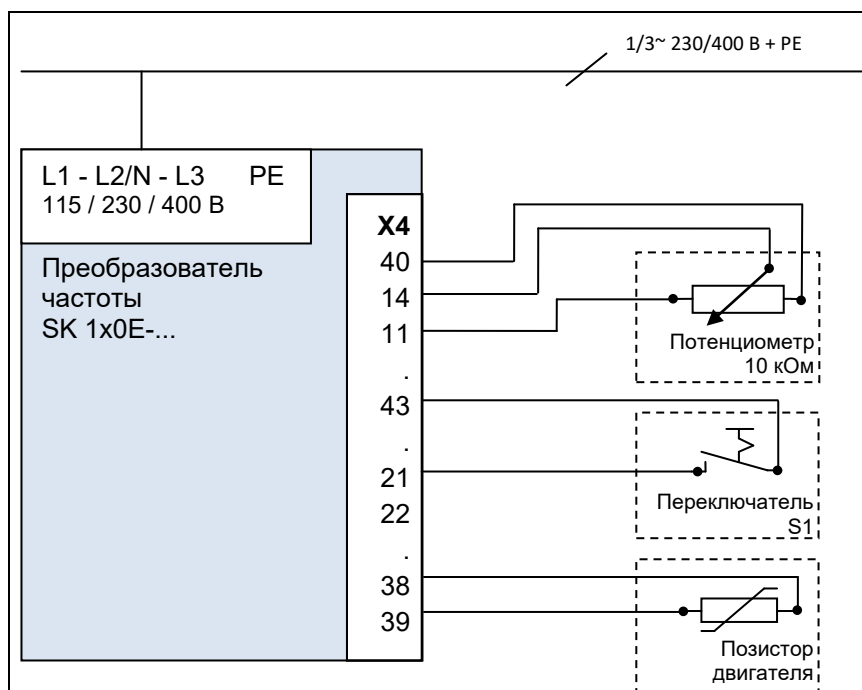 1/3~ 230/400 В + PE
L1 - L2/N - L3 PE
115 / 230 / 400 В
Преобразователь
частоты
SK 1x0E-...
X4
40
14
11
.
43
.
21
22
.
38
39
Потенциометр
10 кОм
Переключатель
S1
Позистор
двигателя